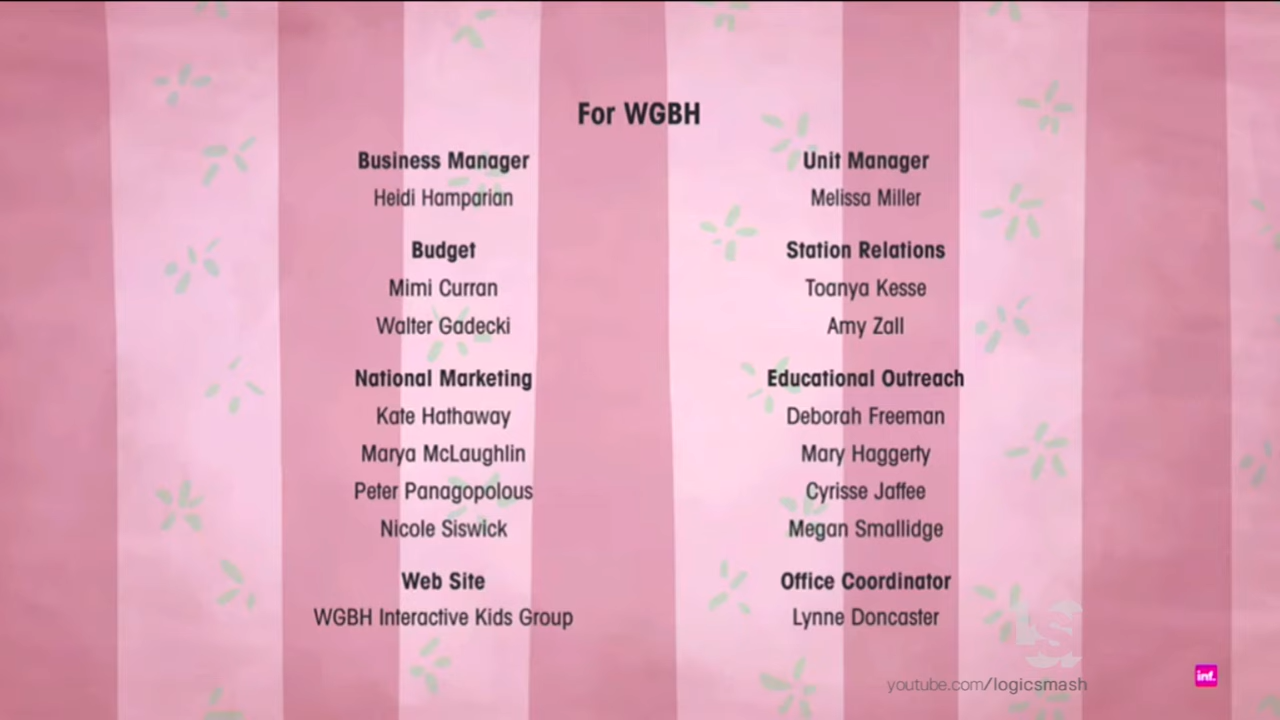 For WGBH
Business Manager
Heidi Hamparian
Budget
Mimi Curran
Walter Gadecki
National Marketing
Kate Hathaway
Marya McLaughlin
Peter Panagopolous
Nicole Siswick
Web Site
WGBH Interactive Kids Group
Unit Manager
Melissa Miller
Station Relations
Toanya Kesse
Amy Zall
Educational Outreach
Deborah Freeman
Mary Haggerty
Cyrisse Jaffee
Megan Smallidge
Office Coordinator
Lynne Doncaster
LS
youtube.com/logicsmash
inf.